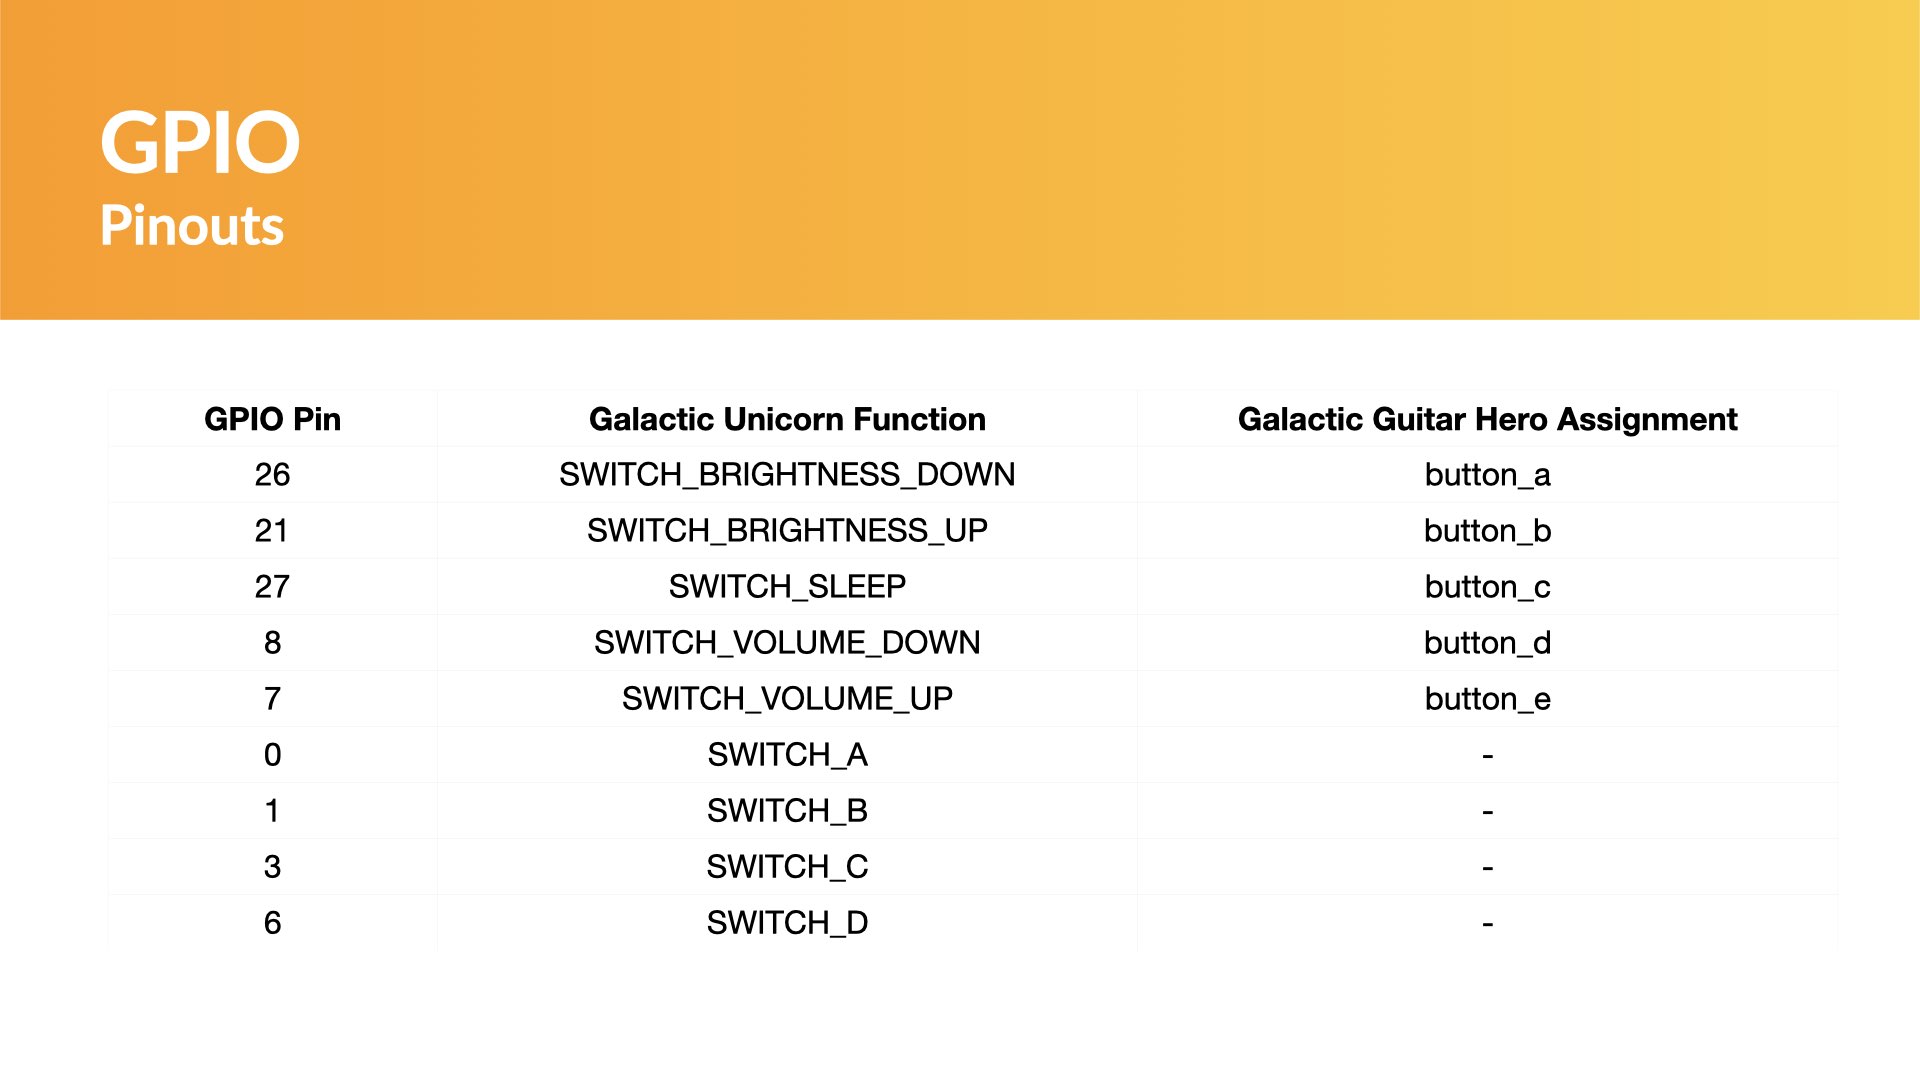 GPIO
Pinouts
GPIO Pin Galactic Unicorn Function Galactic Guitar Hero Assignment
26 SWITCH_BRIGHTNESS_DOWN button_a
21 SWITCH_BRIGHTNESS_UP button_b
27 SWITCH_SLEEP button_c
8 SWITCH_VOLUME_DOWN button_d
7 SWITCH_VOLUME_UP button_e
0 SWITCH_A -
1 SWITCH_B -
3 SWITCH_C -
6 SWITCH_D -